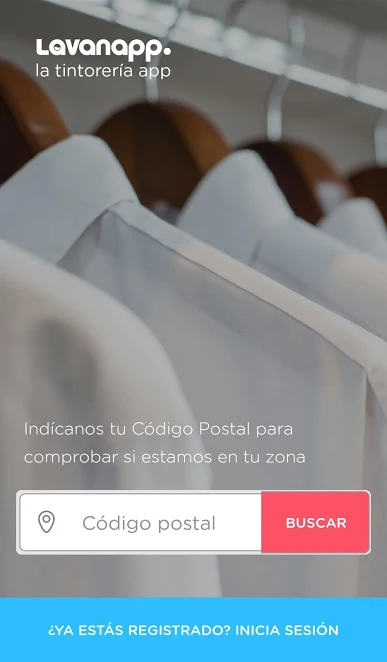 Lavanapp.
la tintorería app
Indícanos tu Código Postal para
comprobar si estamos en tu zona
Código postal
BUSCAR
¿YA ESTÁS REGISTRADO? INICIA SESIÓN